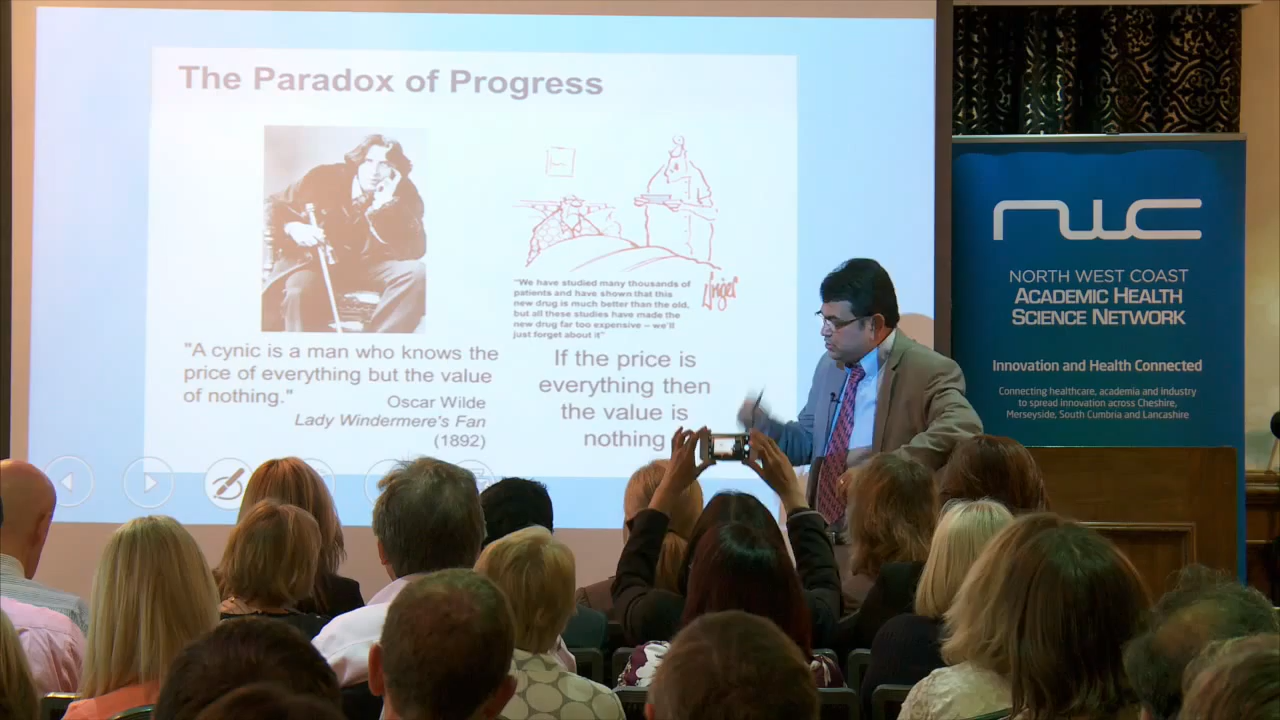 The Paradox of Progress
"We have studied many thousands of
patients and have shown that this
new drug is much better than the old,
but all these studies have made the
new drug far too expensive – we'll
just forget about it"
"A cynic is a man who knows the
price of everything but the value
of nothing."
Oscar Wilde
Lady Windermere's Fan
(1892)
If the price is
everything then
the value is
nothing
nwc
NORTH WEST COAST
ACADEMIC HEALTH
SCIENCE NETWORK
Innovation and Health Connected
Connecting healthcare, academia and industry
to spread innovation across Cheshire,
Merseyside, South Cumbria and Lancashire